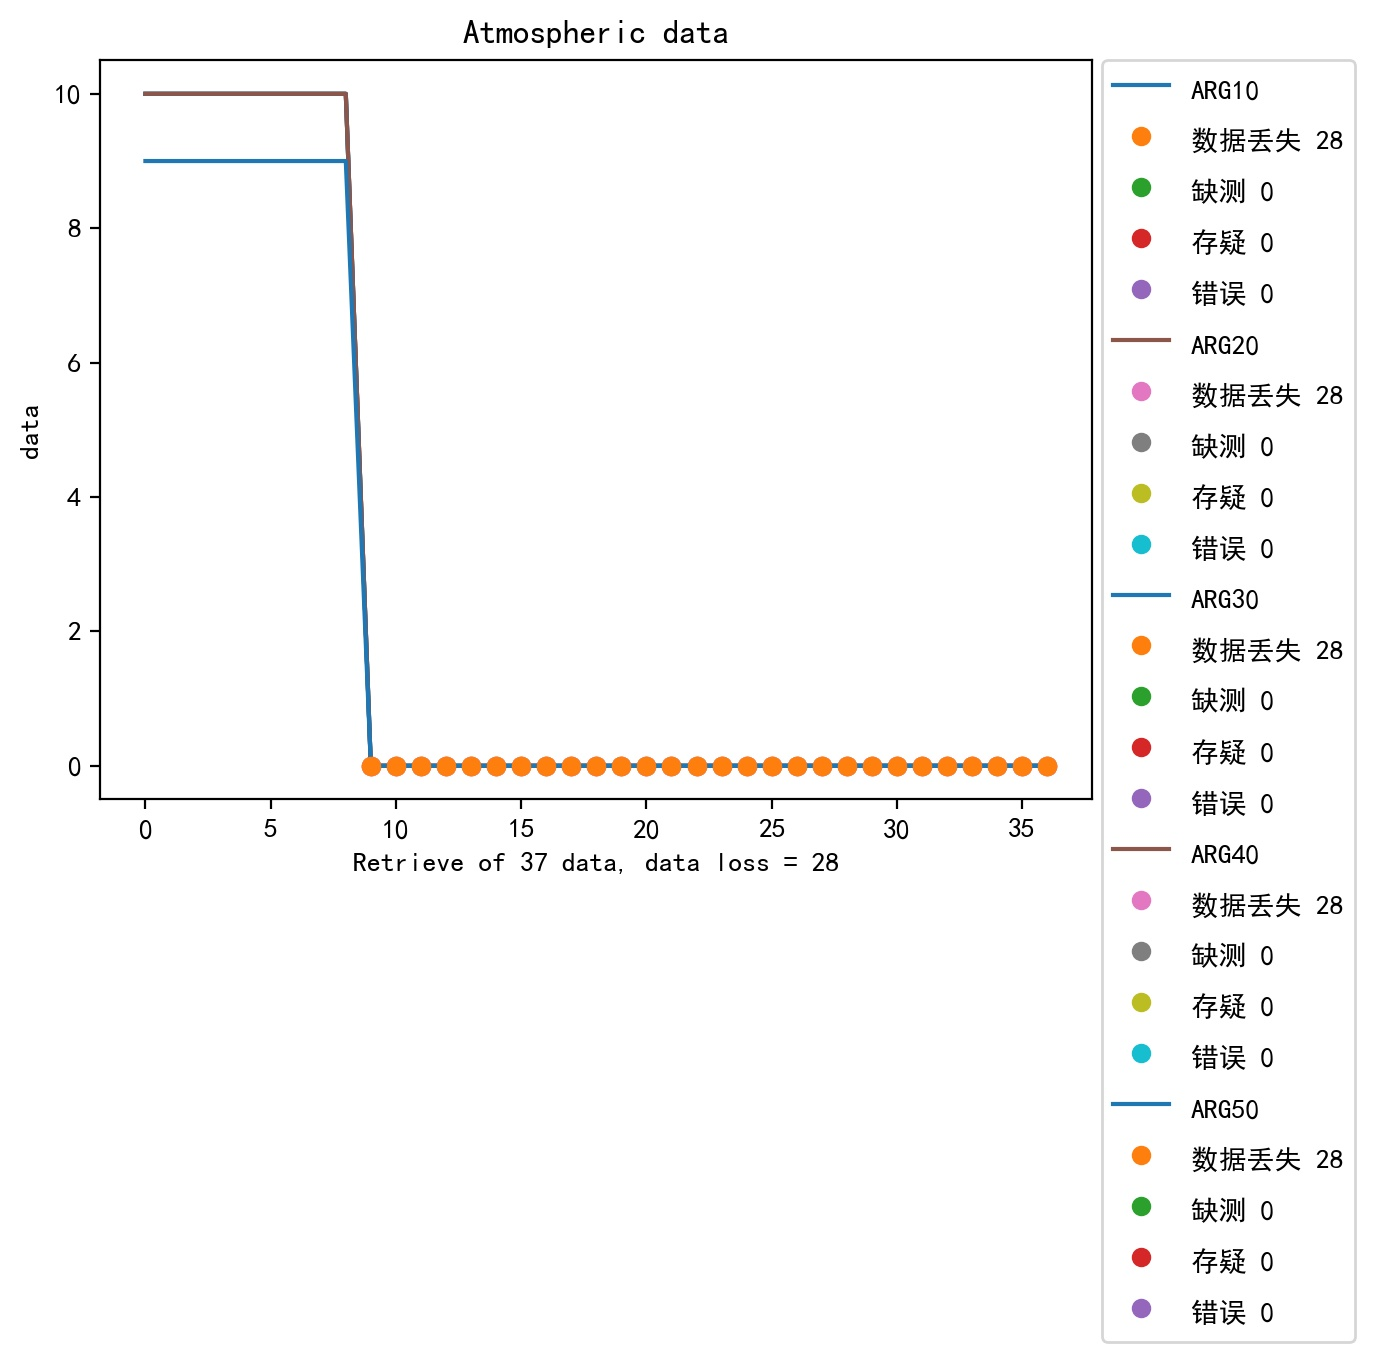 Atmospheric data
data
10
8
6
4
2
0
0 5 10 15 20 25 30 35
Retrieve of 37 data, data loss = 28
ARG10
数据丢失 28
缺测 0
存疑 0
错误 0
ARG20
数据丢失 28
缺测 0
存疑 0
错误 0
ARG30
数据丢失 28
缺测 0
存疑 0
错误 0
ARG40
数据丢失 28
缺测 0
存疑 0
错误 0
ARG50
数据丢失 28
缺测 0
存疑 0
错误 0